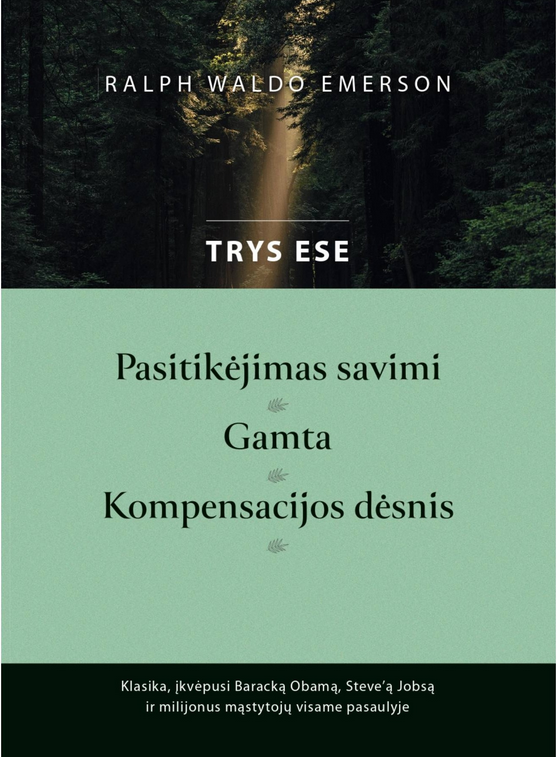 RALPH WALDO EMERSON
TRYS ESE
Pasitikėjimas savimi
Gamta
Kompensacijos dėsnis
Klasika, įkvėpusi Baracką Obamą, Steve’ą Jobsą
ir milijonus mąstytojų visame pasaulyje